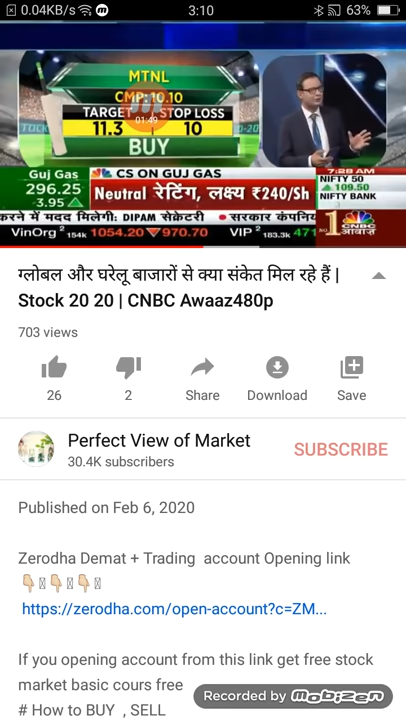 0.04KB/s
3:10
63%
MTNL
CMP:10.10
TARGET
STOP LOSS
11.3
10
01:49
BUY
Guj Gas
296.25
3.95
CS ON GUJ GAS
Neutral रेटिंग, लक्ष्य ₹240/Sh
7:28 AM
NIFTY 50
109.50
NIFTY BANK
करने में मदद मिलेगी: DIPAM सेक्रेटरी
सरकार कंपनिय
VinOrg 154k 1054.20 970.70
VIP 183.3k 471
CNBC
आवाज़
ग्लोबल और घरेलू बाजारों से क्या संकेत मिल रहे हैं |
Stock 20 20 | CNBC Awaaz480p
703 views
26
2
Share
Download
Save
Perfect View of Market
30.4K subscribers
SUBSCRIBE
Published on Feb 6, 2020
Zerodha Demat + Trading account Opening link
https://zerodha.com/open-account?c=ZM...
If you opening account from this link get free stock
market basic cours free
# How to BUY , SELL
Recorded by mobizen